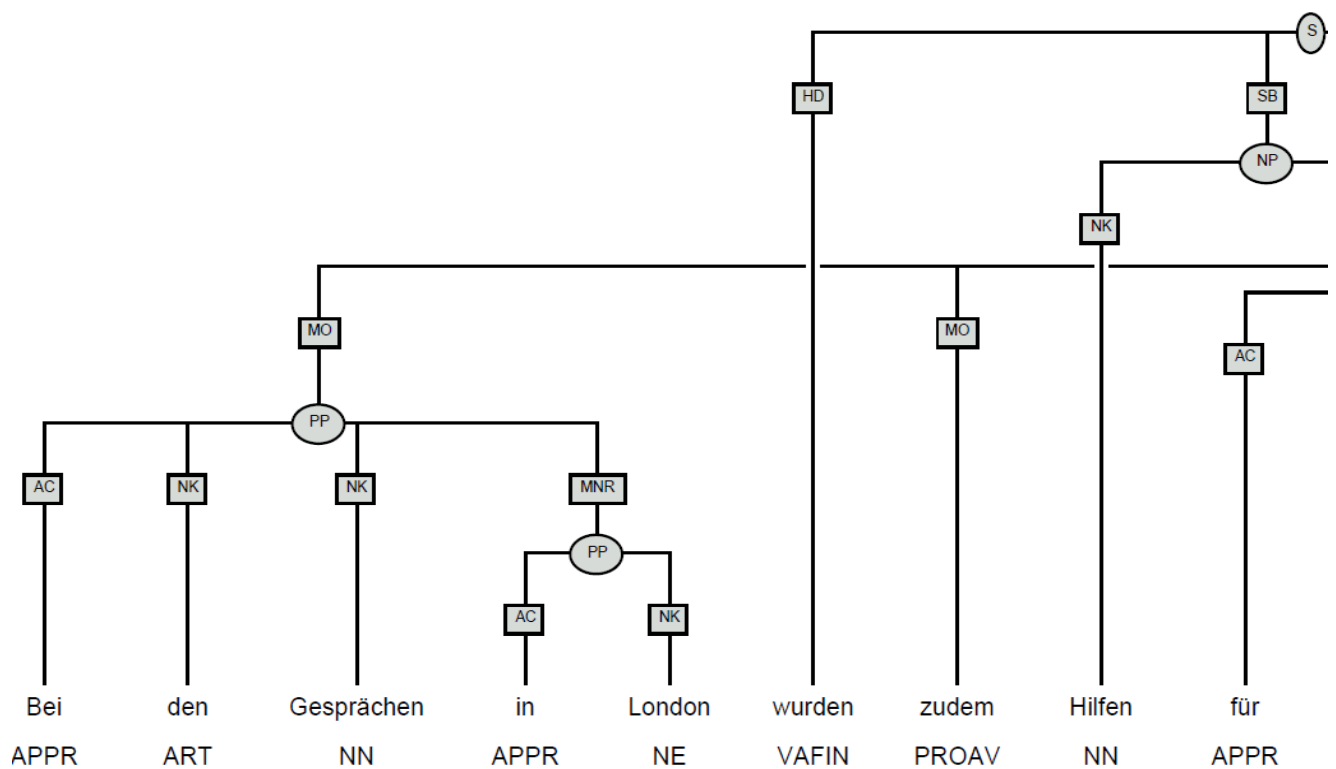 S
HD SB
NP
NK
MO MO
AC
PP
AC NK NK MNR
PP
AC NK
Bei den Gesprächen in London wurden zudem Hilfen für
APPR ART NN APPR NE VAFIN PROAV NN APPR